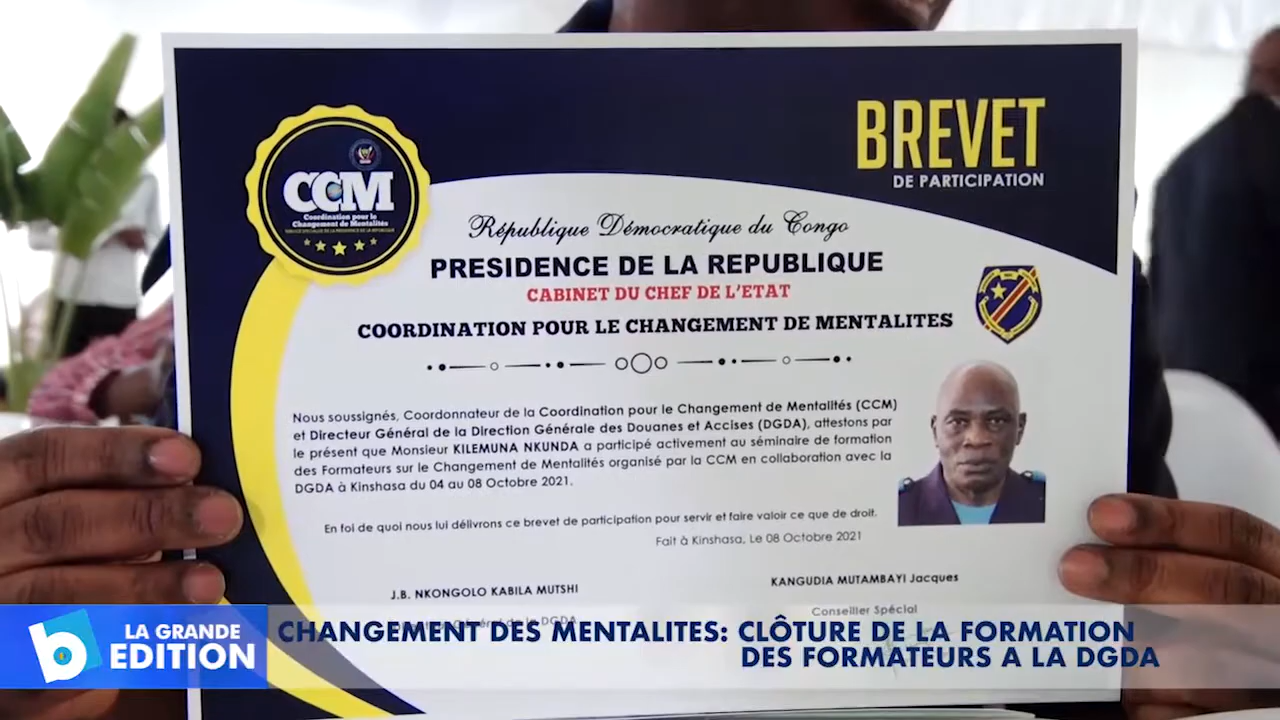 BREVET
DE PARTICIPATION
CCM
Coordination pour le
Changement de Mentalités
République Démocratique du Congo
PRESIDENCE DE LA REPUBLIQUE
CABINET DU CHEF DE L'ETAT
COORDINATION POUR LE CHANGEMENT DE MENTALITES
Nous soussignés, Coordonnateur de la Coordination pour le Changement de Mentalités (CCM)
et Directeur Général de la Direction Générale des Douanes et Accises (DGDA), attestons par
le présent que Monsieur KILEMUNA NKUNDA a participé activement au séminaire de formation
des Formateurs sur le Changement de Mentalités organisé par la CCM en collaboration avec la
DGDA à Kinshasa du 04 au 08 Octobre 2021.
En foi de quoi nous lui délivrons ce brevet de participation pour servir et faire valoir ce que de droit.
Fait à Kinshasa, Le 08 Octobre 2021
J.B. NKONGOLO KABILA MUTSHI
KANGUDIA MUTAMBAYI Jacques
Général de la DGDA
Conseiller Spécial
b LA GRANDE
EDITION
CHANGEMENT DES MENTALITES: CLÔTURE DE LA FORMATION
DES FORMATEURS A LA DGDA